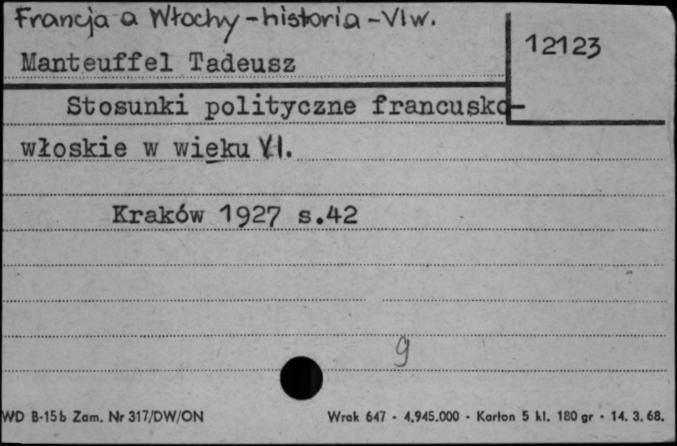 Francja a Włochy - historia - VI w.
12123
Manteuffel Tadeusz
Stosunki polityczne francusko-
włoskie w wieku VI.
Kraków 1927 s.42
9
WD B-15b Zam. Nr 317/DW/ON
Wrak 647 • 4.945.000 • Karton 5 kl. 180 gr • 14. 3. 68.